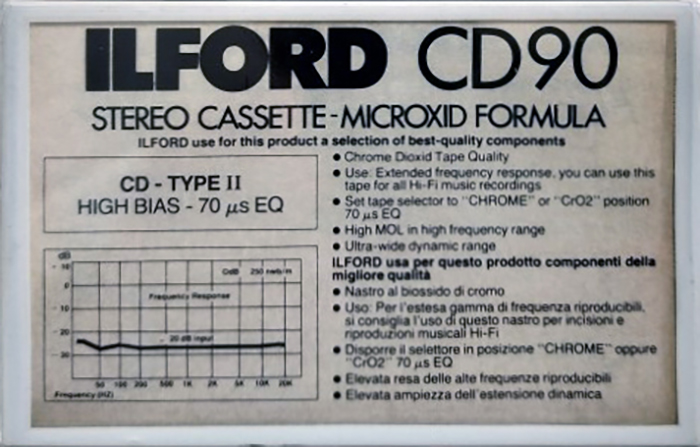 ILFORD CD90
STEREO CASSETTE-MICROXID FORMULA
ILFORD use for this product a selection of best-quality components
CD - TYPE II
HIGH BIAS - 70 µs EQ
dB
- 10
0
- 10
- 20
- 30
OdB 250 nwb/m
Frequency Response
- 20 dB input
50 100 200 500 1K 2K 5K 10K 20K
Frequency (HZ)
● Chrome Dioxid Tape Quality
● Use: Extended frequency response, you can use this
tape for all Hi-Fi music recordings
● Set tape selector to "CHROME" or "CrO2" position
70 µs EQ
● High MOL in high frequency range
● Ultra-wide dynamic range
ILFORD usa per questo prodotto componenti della
migliore qualità
● Nastro al biossido di cromo
● Uso: Per l'estesa gamma di frequenza riproducibili,
si consiglia l'uso di questo nastro per incisioni e
riproduzioni musicali Hi-Fi
● Disporre il selettore in posizione "CHROME" oppure
"CrO2" 70 µs EQ
● Elevata resa delle alte frequenze riproducibili
● Elevata ampiezza dell'estensione dinamica